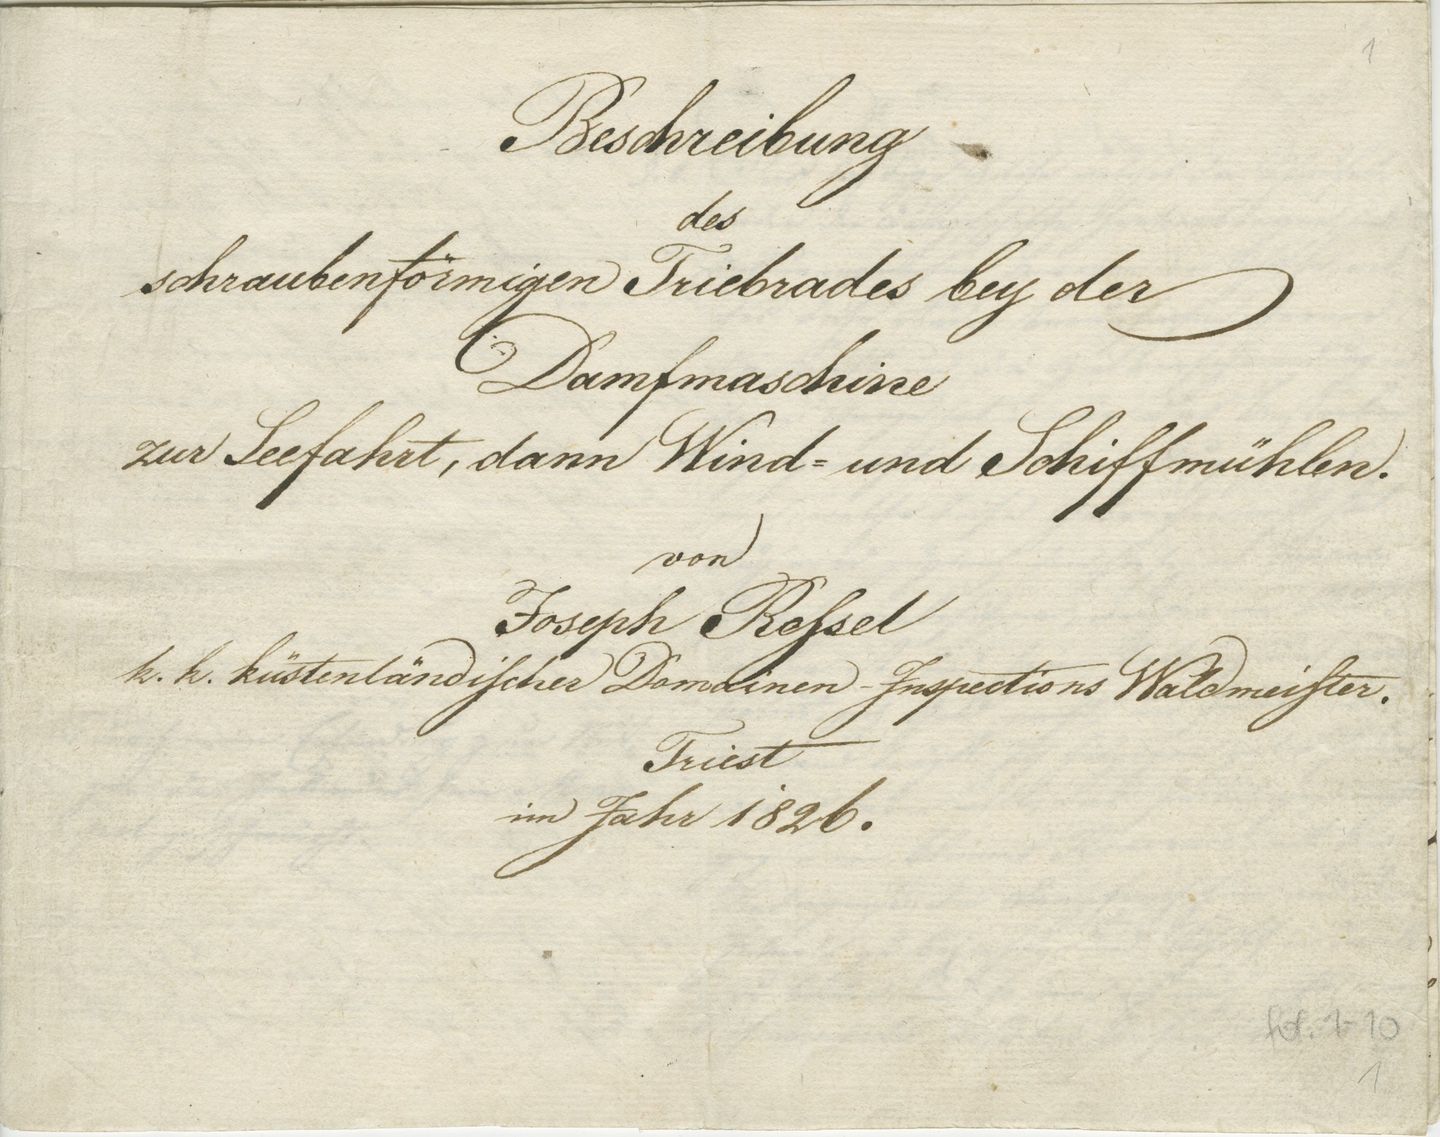 1
Beschreibung
des
schraubenförmigen Triebrades bey der
Damfmaschine
zur Seefahrt, dann Wind= und Schiffmühlen.
von
Joseph Reſsel
k. k. küstenländiſcher Domainen-Inspections Waldmeiſter.
Triest
im Jahr 1826.
fol. 1-10
1